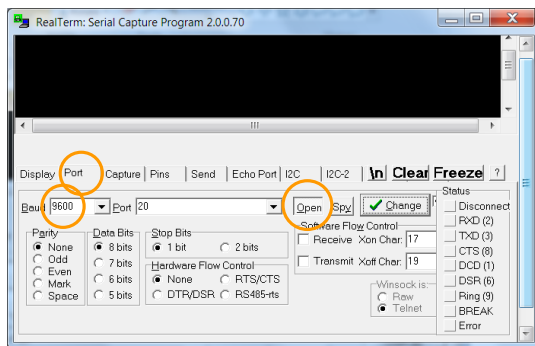 RealTerm: Serial Capture Program 2.0.0.70
Display Port Capture Pins Send Echo Port I2C I2C-2 \n Clear Freeze ?
Baud 9600 Port 20 Open Spy Change
Status
Disconnect
RXD (2)
TXD (3)
CTS (8)
DCD (1)
DSR (6)
Ring (9)
BREAK
Error
Parity
None
Odd
Even
Mark
Space
Data Bits
8 bits
7 bits
6 bits
5 bits
Stop Bits
1 bit 2 bits
Hardware Flow Control
None RTS/CTS
DTR/DSR RS485-rts
Software Flow Control
Receive Xon Char: 17
Transmit Xoff Char: 19
Winsock is:
Raw
Telnet